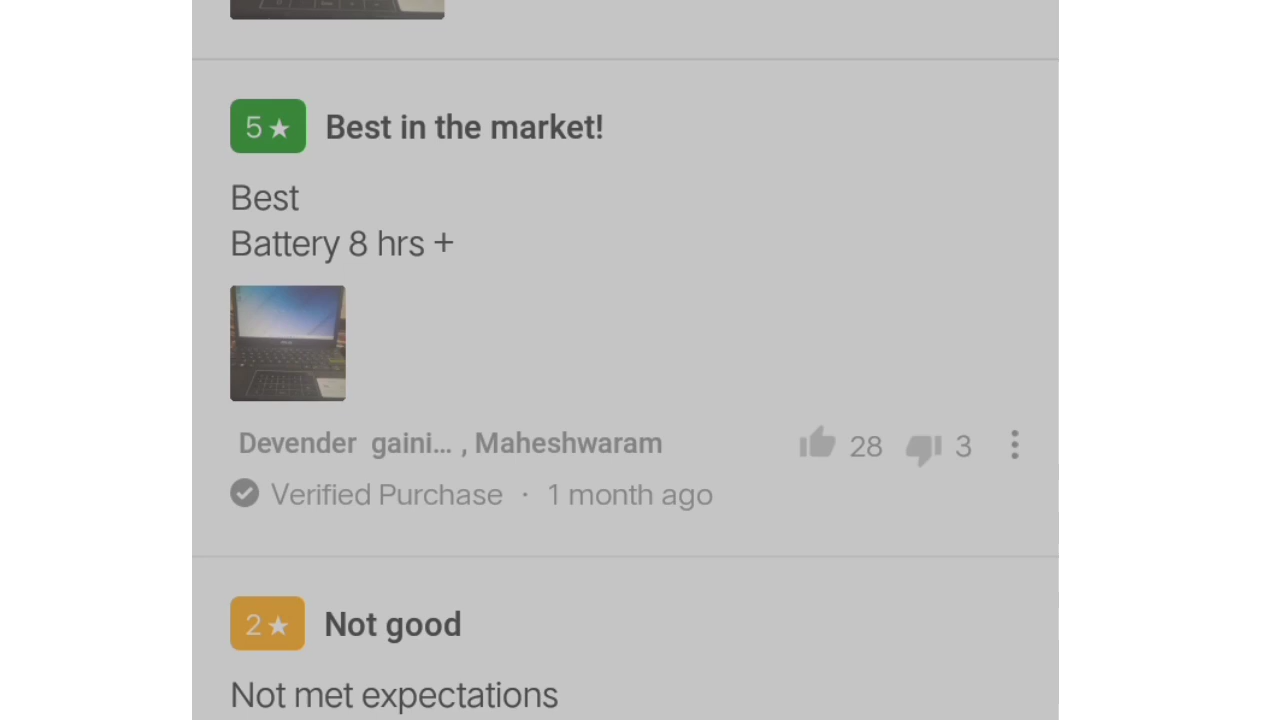 5★ Best in the market!
Best
Battery 8 hrs +
Devender gaini... , Maheshwaram 28 3
Verified Purchase · 1 month ago
2★ Not good
Not met expectations